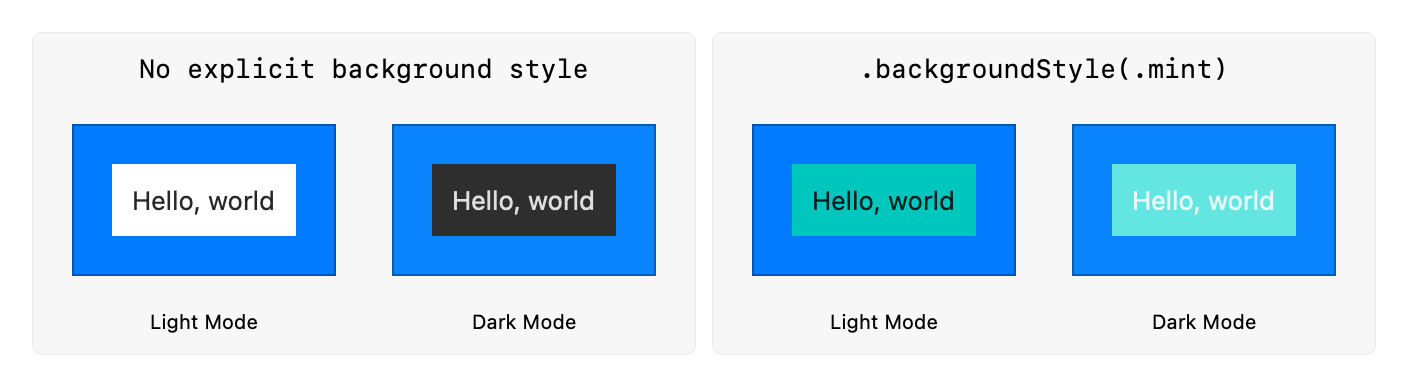 No explicit background style
Hello, world
Hello, world
Light Mode
Dark Mode
.backgroundStyle(.mint)
Hello, world
Hello, world
Light Mode
Dark Mode